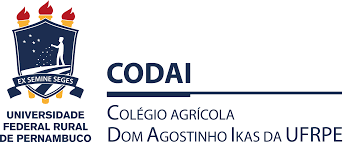 EX SEMINE SEGES
UNIVERSIDADE
FEDERAL RURAL
DE PERNAMBUCO
CODAI
COLÉGIO AGRÍCOLA
DOM AGOSTINHO IKAS DA UFRPE